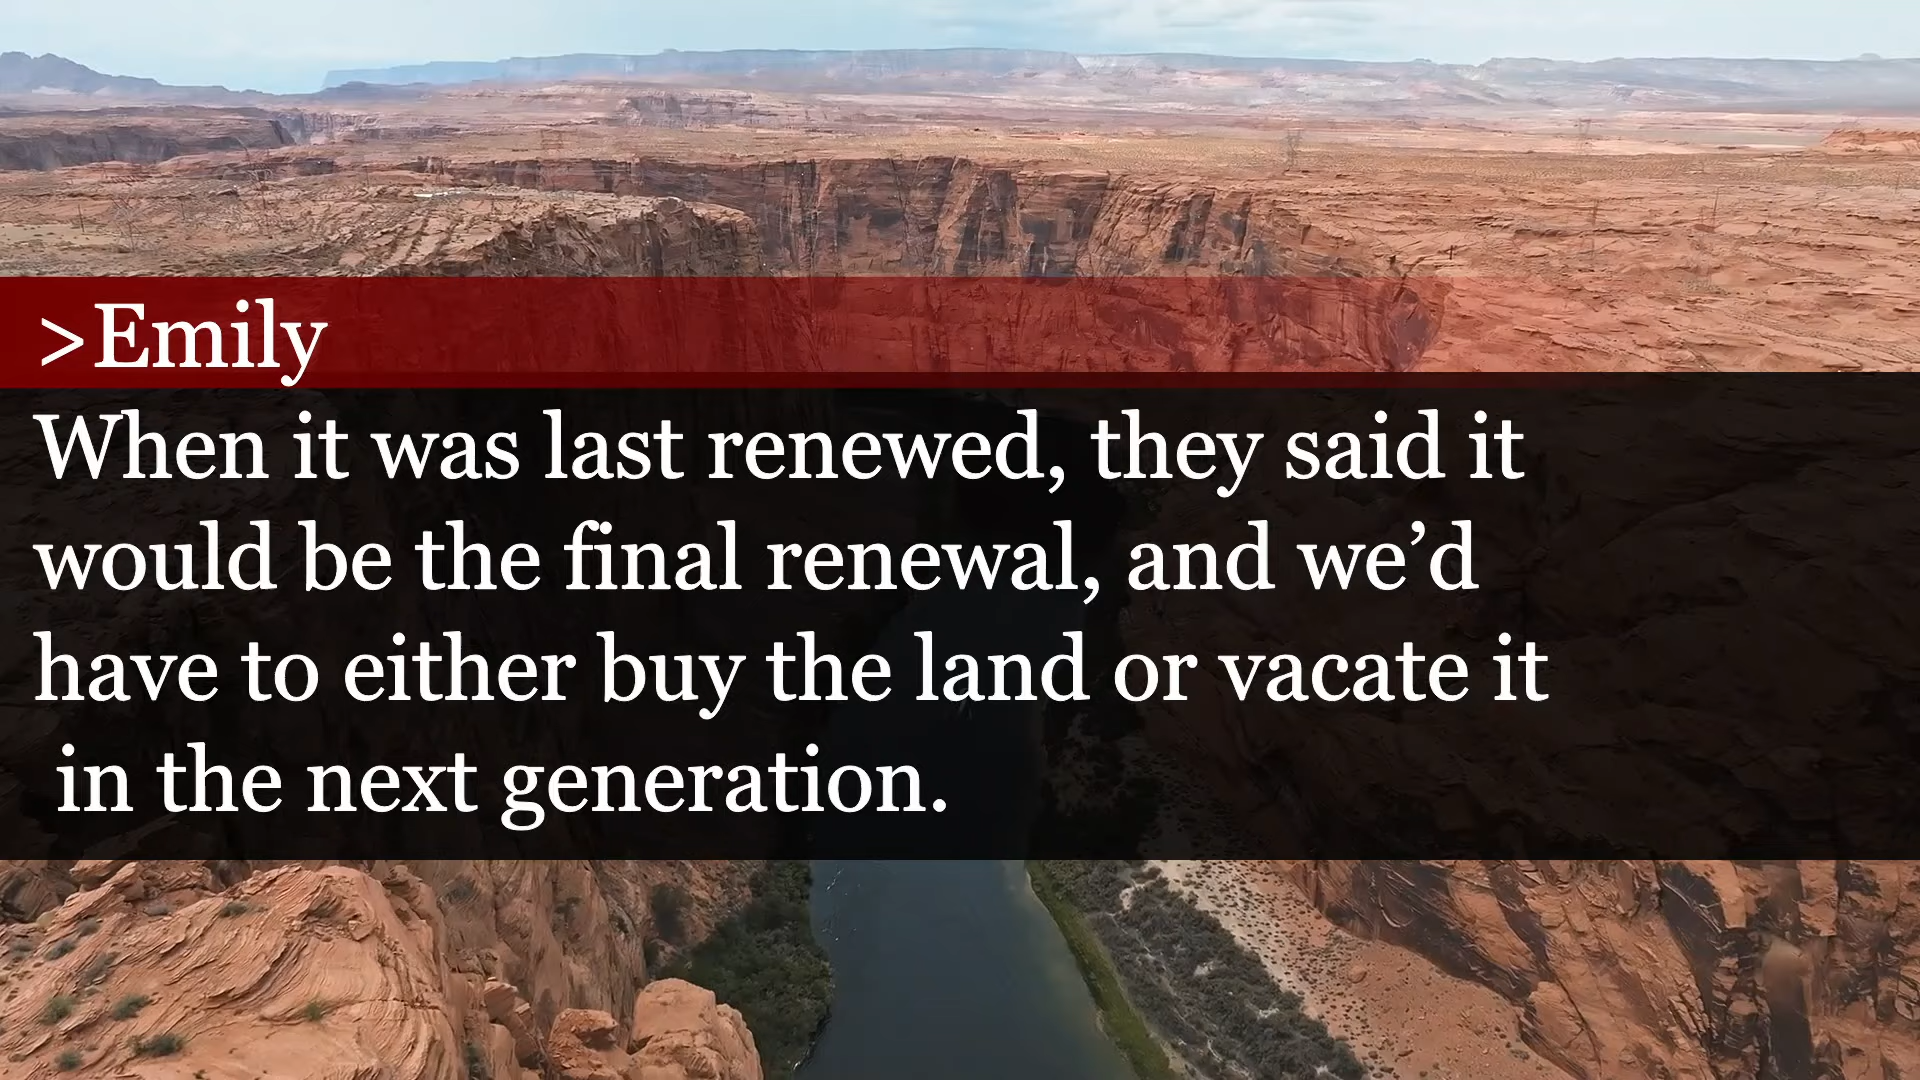 >Emily
When it was last renewed, they said it
would be the final renewal, and we’d
have to either buy the land or vacate it
in the next generation.